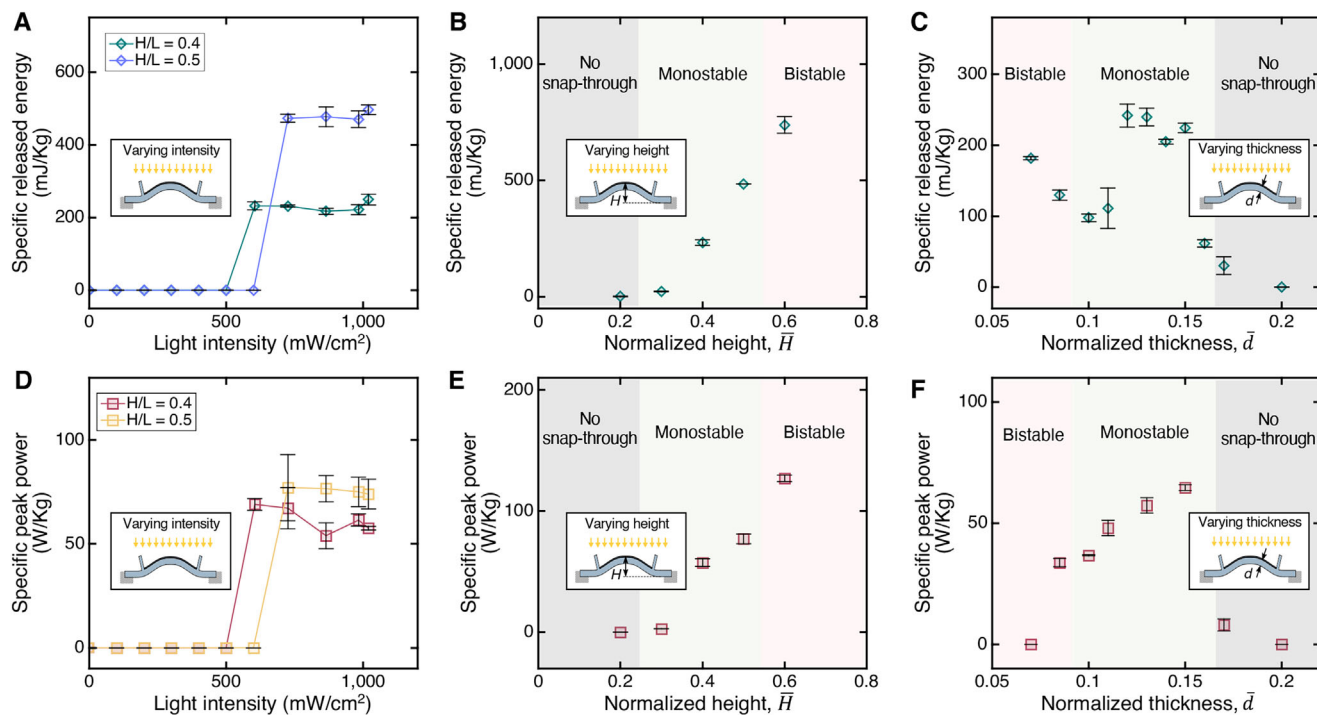 A
H/L = 0.4
H/L = 0.5
Specific released energy
(mJ/Kg)
600
400
200
0
Varying intensity
0
500
1,000
Light intensity (mW/cm²)
B
Specific released energy
(mJ/Kg)
1,000
500
0
No
snap-through
Monostable
Bistable
Varying height
H
0
0.2
0.4
0.6
0.8
Normalized height, H̅
C
Specific released energy
(mJ/Kg)
300
200
100
0
Bistable
Monostable
No
snap-through
Varying thickness
d
0.05
0.1
0.15
0.2
Normalized thickness, d̄
D
H/L = 0.4
H/L = 0.5
Specific peak power
(W/Kg)
100
50
0
Varying intensity
0
500
1,000
Light intensity (mW/cm²)
E
Specific peak power
(W/Kg)
200
100
0
No
snap-through
Monostable
Bistable
Varying height
H
0
0.2
0.4
0.6
0.8
Normalized height, H̅
F
Specific peak power
(W/Kg)
100
50
0
Bistable
Monostable
No
snap-through
Varying thickness
d
0.05
0.1
0.15
0.2
Normalized thickness, d̄